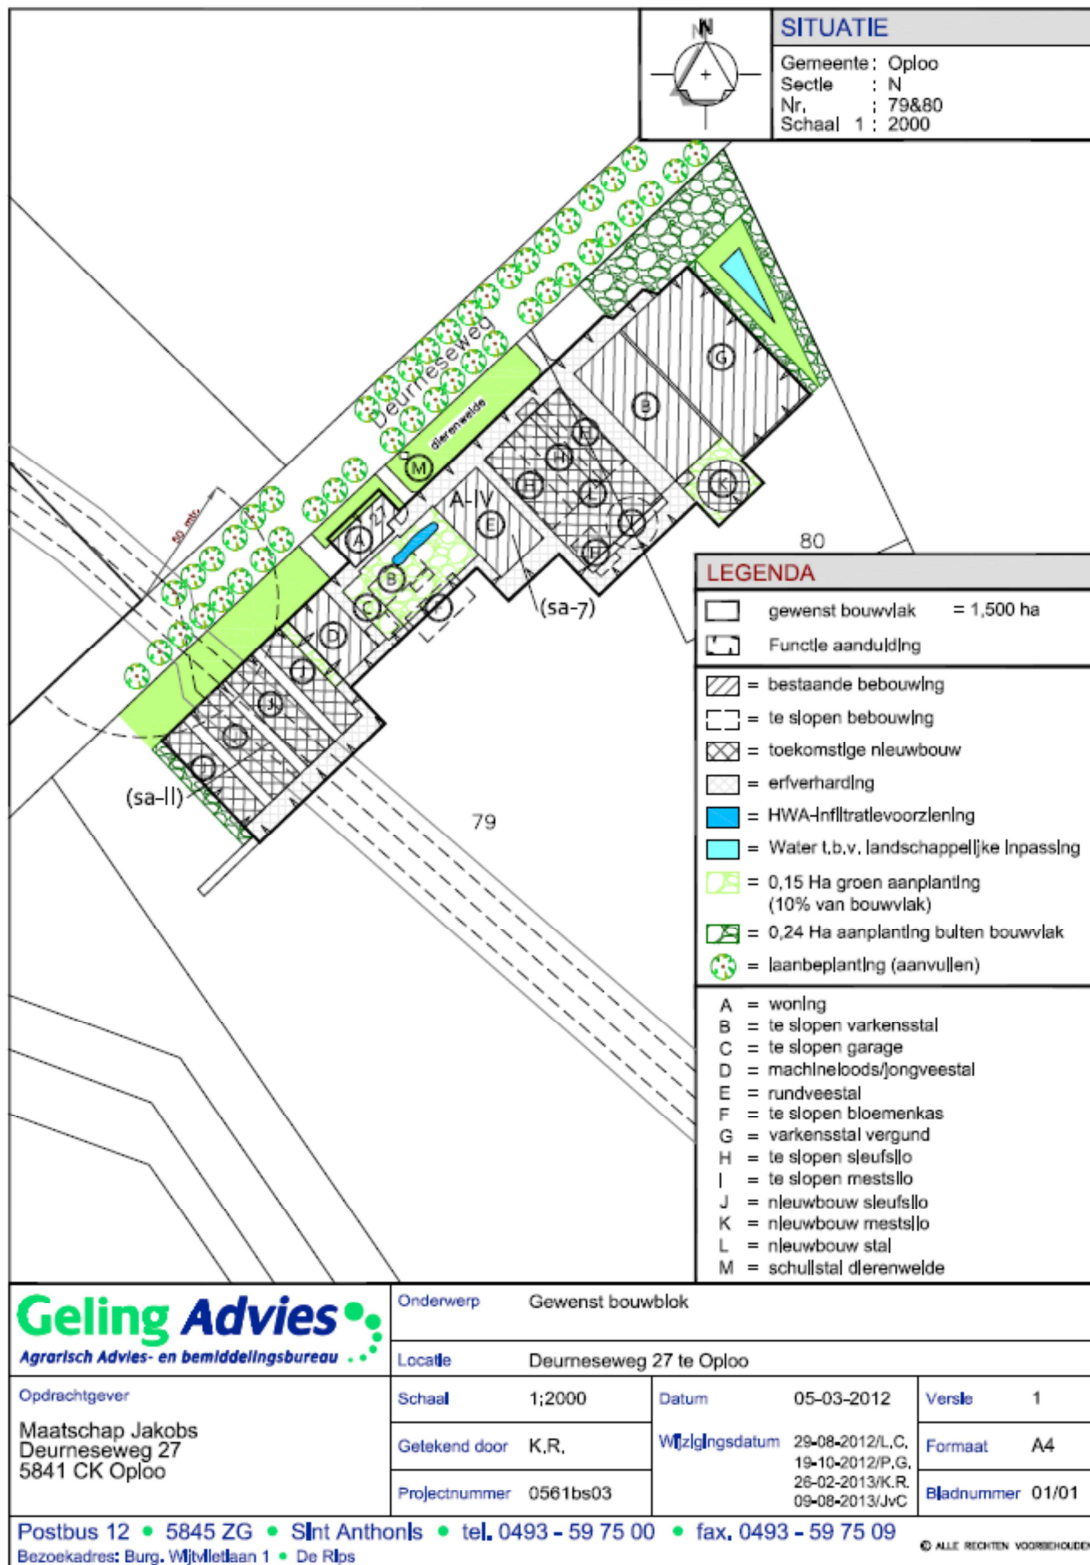 SITUATIE
Gemeente : Oploo
Sectie : N
Nr. : 79&80
Schaal 1 : 2000
N
Deurneseweg
dierenweide
50 mtr.
M
A-IV
27
A
B
C
D
E
F
G
B
K
H
H
L
I
H
J
J
J
J
(sa-7)
(sa-II)
80
79
LEGENDA
gewenst bouwvlak = 1,500 ha
Functie aanduiding
= bestaande bebouwing
= te slopen bebouwing
= toekomstige nieuwbouw
= erfverharding
= HWA-infiltratievoorziening
= Water t.b.v. landschappelijke inpassing
= 0,15 Ha groen aanplanting
(10% van bouwvlak)
= 0,24 Ha aanplanting buiten bouwvlak
= laanbeplanting (aanvullen)
A = woning
B = te slopen varkensstal
C = te slopen garage
D = machineloods/jongveestal
E = rundveestal
F = te slopen bloemenkas
G = varkensstal vergund
H = te slopen sleufsilo
I = te slopen mestsilo
J = nieuwbouw sleufsilo
K = nieuwbouw mestsilo
L = nieuwbouw stal
M = schuilstal dierenweide
Geling Advies
Agrarisch Advies- en bemiddelingsbureau
Onderwerp Gewenst bouwblok
Locatie Deurneseweg 27 te Oploo
Opdrachtgever
Maatschap Jakobs
Deurneseweg 27
5841 CK Oploo
Schaal 1:2000
Datum 05-03-2012
Versie 1
Getekend door K.R.
Wijzigingsdatum 29-08-2012/L.C.
19-10-2012/P.G.
26-02-2013/K.R.
09-08-2013/JvC
Formaat A4
Projectnummer 0561bs03
Bladnummer 01/01
Postbus 12 • 5845 ZG • Sint Anthonis • tel. 0493 - 59 75 00 • fax. 0493 - 59 75 09
Bezoekadres: Burg. Wijtvlietlaan 1 • De Rips
© ALLE RECHTEN VOORBEHOUDEN